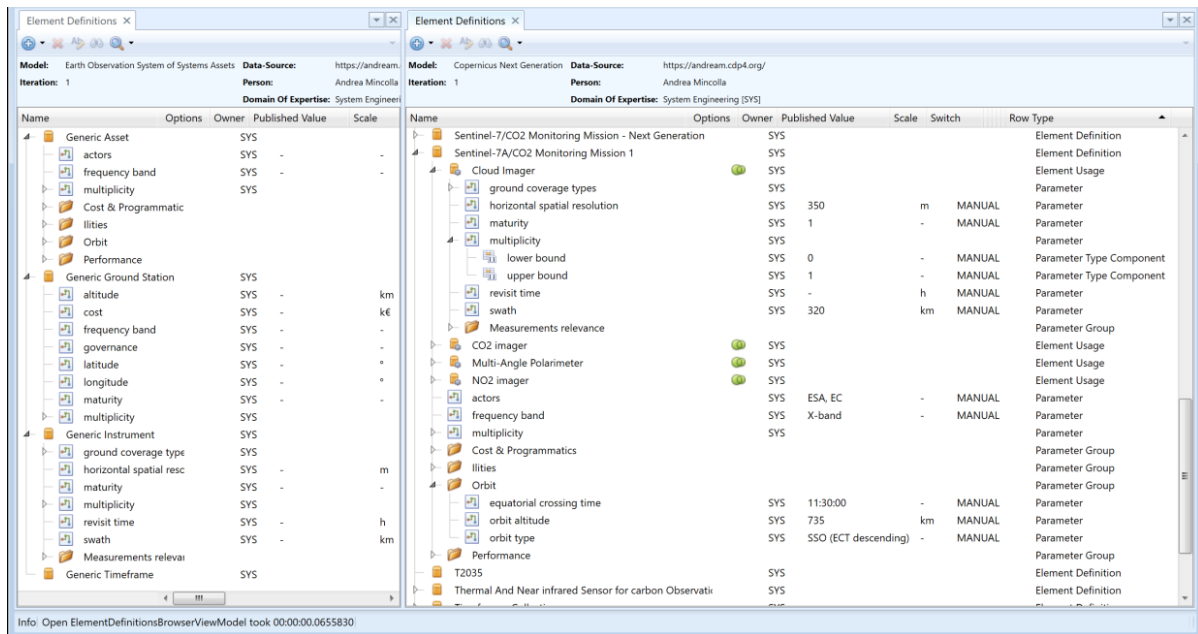 Element Definitions ×
Model: Earth Observation System of Systems Assets Data-Source: https://andream.
Iteration: 1 Person: Andrea Mincolla
Domain Of Expertise: System Engineeri
Name Options Owner Published Value Scale
Generic Asset SYS
actors SYS - -
frequency band SYS - -
multiplicity SYS
Cost & Programmatic
Ilities
Orbit
Performance
Generic Ground Station SYS
altitude SYS - km
cost SYS - k€
frequency band SYS - -
governance SYS - -
latitude SYS - °
longitude SYS - °
maturity SYS - -
multiplicity SYS
Generic Instrument SYS
ground coverage type SYS
horizontal spatial resc SYS - m
maturity SYS - -
multiplicity SYS
revisit time SYS - h
swath SYS - km
Measurements relevai
Generic Timeframe SYS
Element Definitions ×
Model: Copernicus Next Generation Data-Source: https://andream.cdp4.org/
Iteration: 1 Person: Andrea Mincolla
Domain Of Expertise: System Engineering [SYS]
Name Options Owner Published Value Scale Switch Row Type
Sentinel-7/CO2 Monitoring Mission - Next Generation SYS Element Definition
Sentinel-7A/CO2 Monitoring Mission 1 SYS Element Definition
Cloud Imager SYS Element Usage
ground coverage types SYS Parameter
horizontal spatial resolution SYS 350 m MANUAL Parameter
maturity SYS 1 - MANUAL Parameter
multiplicity SYS Parameter
lower bound SYS 0 - MANUAL Parameter Type Component
upper bound SYS 1 - MANUAL Parameter Type Component
revisit time SYS - h MANUAL Parameter
swath SYS 320 km MANUAL Parameter
Measurements relevance Parameter Group
CO2 imager SYS Element Usage
Multi-Angle Polarimeter SYS Element Usage
NO2 imager SYS Element Usage
actors SYS ESA, EC - MANUAL Parameter
frequency band SYS X-band - MANUAL Parameter
multiplicity SYS Parameter
Cost & Programmatics Parameter Group
Ilities Parameter Group
Orbit Parameter Group
equatorial crossing time SYS 11:30:00 - MANUAL Parameter
orbit altitude SYS 735 km MANUAL Parameter
orbit type SYS SSO (ECT descending) - MANUAL Parameter
Performance Parameter Group
T2035 SYS Element Definition
Thermal And Near infrared Sensor for carbon Observatic SYS Element Definition
Info Open ElementDefinitionsBrowserViewModel took 00:00:00.0655830